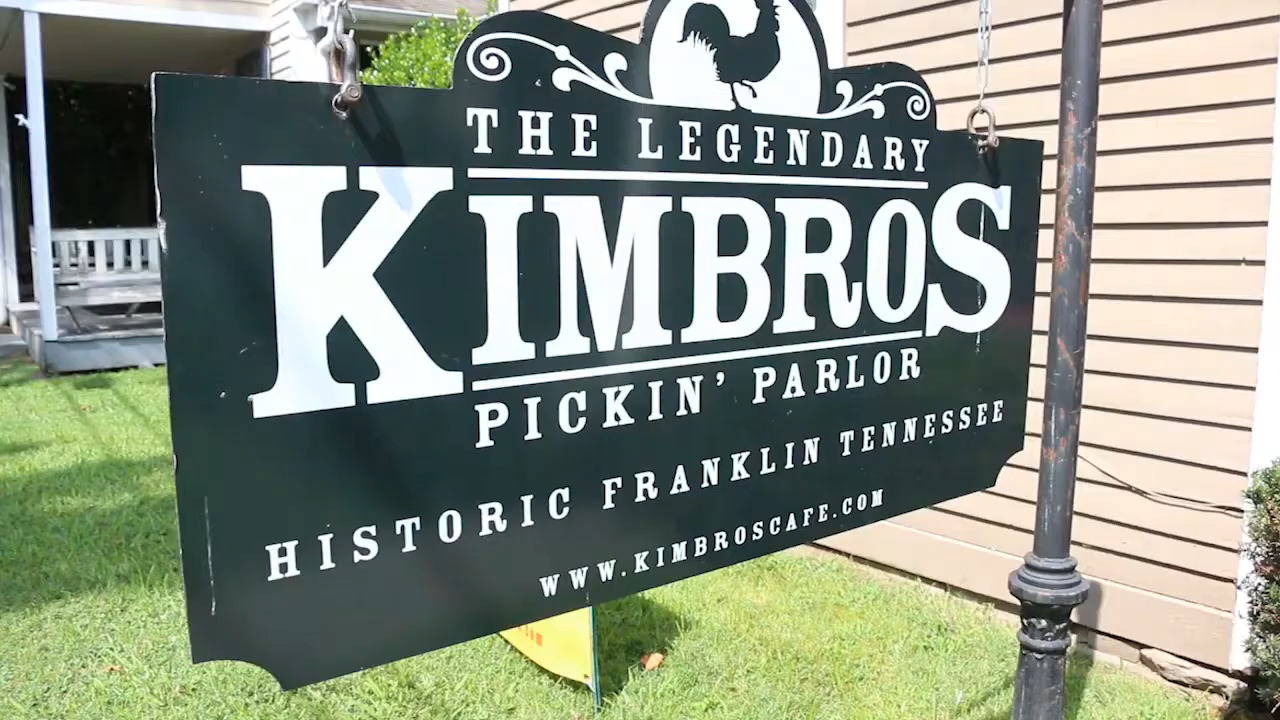 THE LEGENDARY
KIMBROS
PICKIN' PARLOR
HISTORIC FRANKLIN TENNESSEE
WWW.KIMBROSCAFE.COM